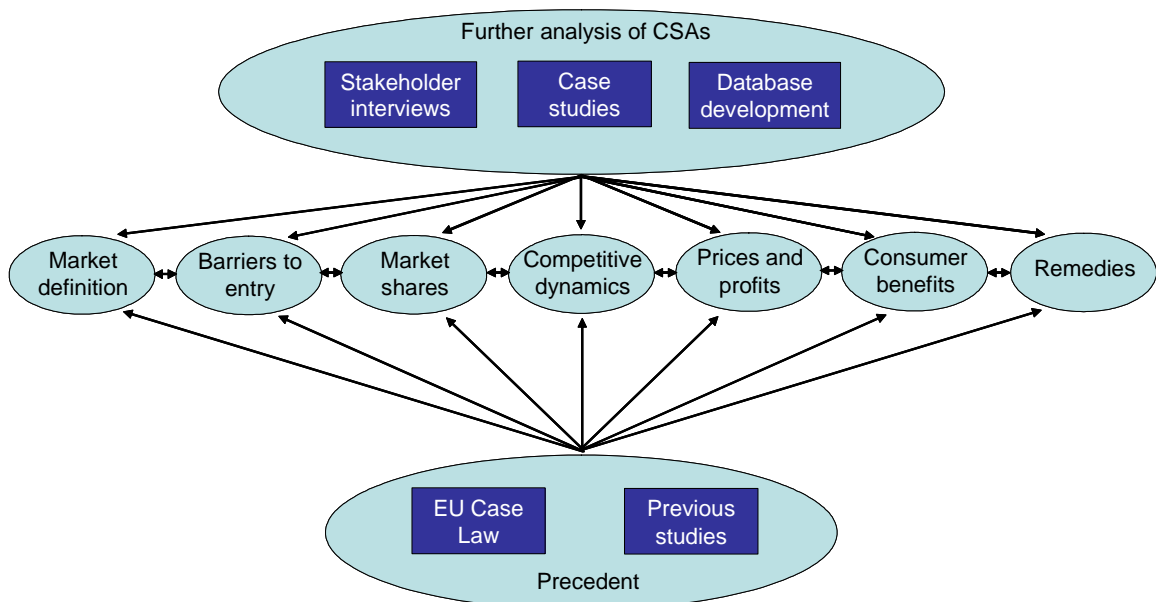 Further analysis of CSAs
Stakeholder
interviews
Case
studies
Database
development
Market
definition
Barriers to
entry
Market
shares
Competitive
dynamics
Prices and
profits
Consumer
benefits
Remedies
EU Case
Law
Previous
studies
Precedent